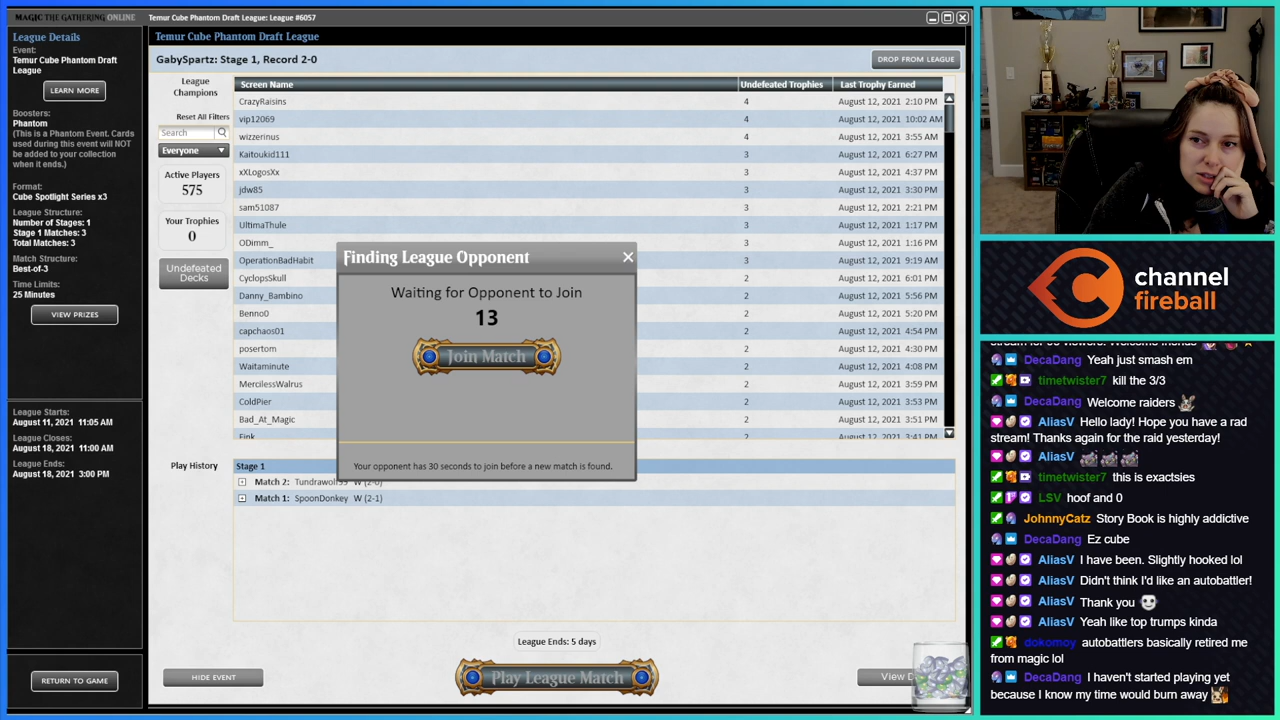 MAGIC THE GATHERING ONLINE
Temur Cube Phantom Draft League: League #6057
League Details
Event:
Temur Cube Phantom Draft
League
LEARN MORE
Boosters:
Phantom
(This is a Phantom Event. Cards
used during this event will NOT
be added to your collection
when it ends.)
Format:
Cube Spotlight Series x3
League Structure:
Number of Stages: 1
Stage 1 Matches: 3
Total Matches: 3
Match Structure:
Best-of-3
Time Limits:
25 Minutes
VIEW PRIZES
League Starts:
August 11, 2021 11:05 AM
League Closes:
August 18, 2021 11:00 AM
League Ends:
August 18, 2021 3:00 PM
RETURN TO GAME
Temur Cube Phantom Draft League
GabySpartz: Stage 1, Record 2-0
DROP FROM LEAGUE
League
Champions
Reset All Filters
Search
Everyone
Active Players
575
Your Trophies
0
Undefeated
Decks
Screen Name Undefeated Trophies Last Trophy Earned
CrazyRaisins 4 August 12, 2021 2:10 PM
vip12069 4 August 12, 2021 10:02 AM
wizzerinus 4 August 12, 2021 3:55 AM
Kaitoukid111 3 August 12, 2021 6:27 PM
xXLogosXx 3 August 12, 2021 4:37 PM
jdw85 3 August 12, 2021 3:30 PM
sam51087 3 August 12, 2021 2:21 PM
UltimaThule 3 August 12, 2021 1:17 PM
ODimm_ 3 August 12, 2021 1:16 PM
OperationBadHabit 3 August 12, 2021 9:19 AM
CyclopsSkull 2 August 12, 2021 6:01 PM
Danny_Bambino 2 August 12, 2021 5:56 PM
Benno0 2 August 12, 2021 5:20 PM
capchaos01 2 August 12, 2021 4:54 PM
posertom 2 August 12, 2021 4:30 PM
Waitaminute 2 August 12, 2021 4:08 PM
MercilessWalrus 2 August 12, 2021 3:59 PM
ColdPier 2 August 12, 2021 3:53 PM
Bad_At_Magic 2 August 12, 2021 3:51 PM
Fink 2 August 12, 2021 3:41 PM
Finding League Opponent
Waiting for Opponent to Join
13
Join Match
Your opponent has 30 seconds to join before a new match is found.
Play History
Stage 1
Match 2: W (2-0)
Match 1: SpoonDonkey W (2-1)
League Ends: 5 days
HIDE EVENT
Play League Match
View
channel
fireball
DecaDang Yeah just smash em
timetwister7 kill the 3/3
DecaDang Welcome raiders
AliasV Hello lady! Hope you have a rad
stream! Thanks again for the raid yesterday!
AliasV
timetwister7 this is exactsies
LSV hoof and 0
JohnnyCatz Story Book is highly addictive
DecaDang Ez cube
AliasV I have been. Slightly hooked lol
AliasV Didn't think I'd like an autobattler!
AliasV Thank you
AliasV Yeah like top trumps kinda
dokomoy autobattlers basically retired me
from magic lol
DecaDang I haven't started playing yet
because I know my time would burn away